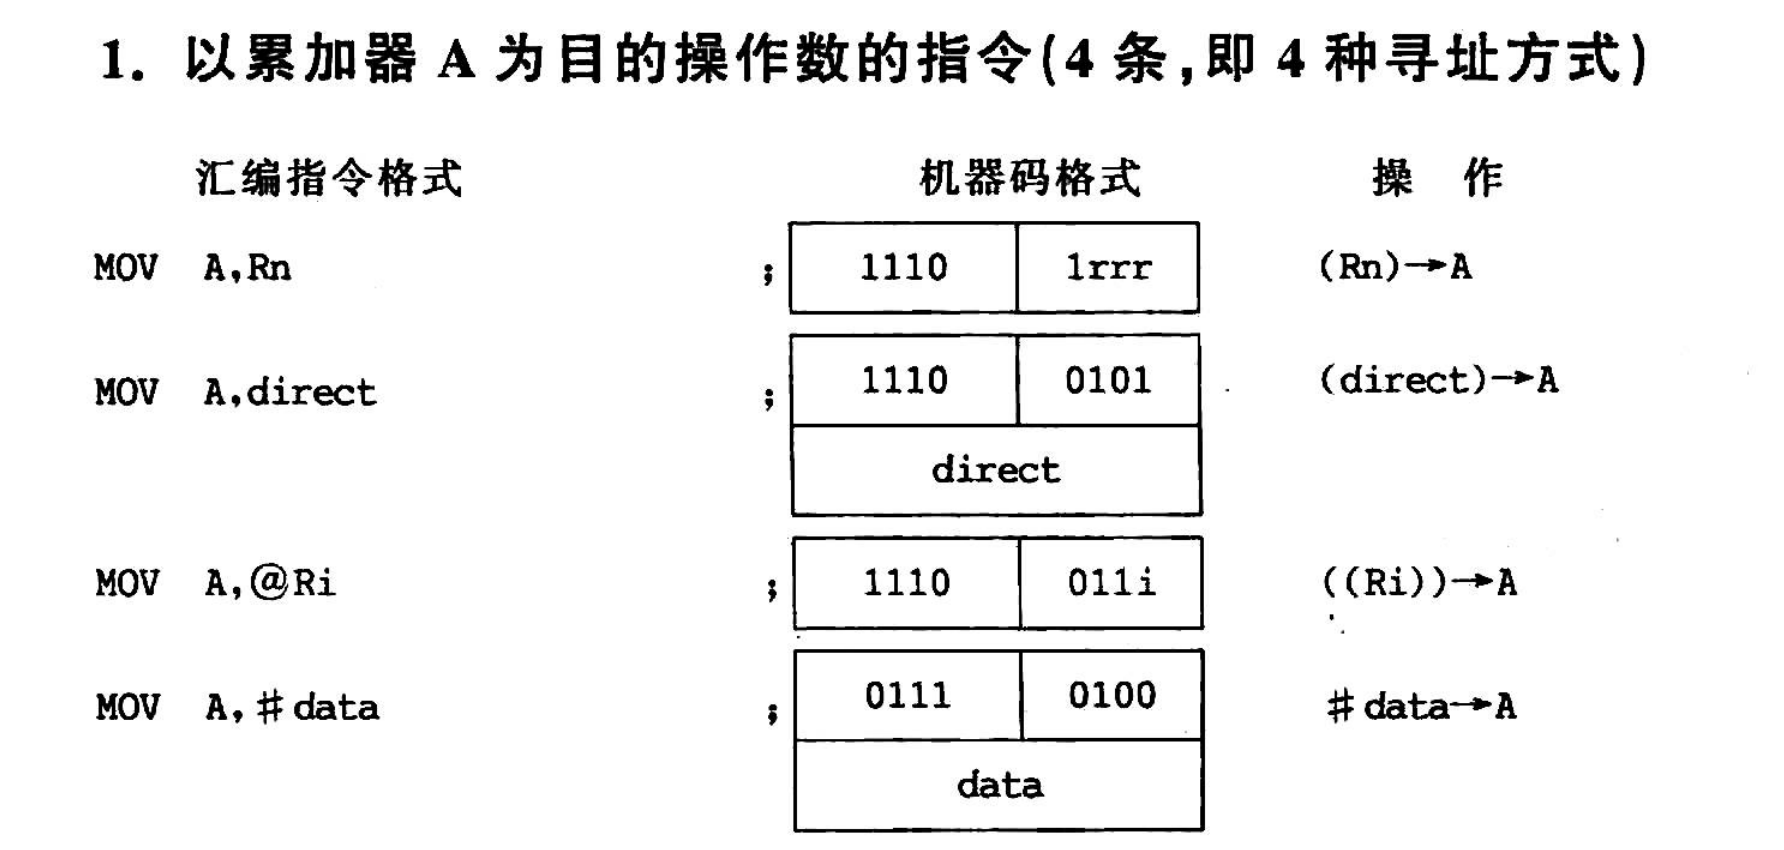 1. 以累加器 A 为目的操作数的指令(4 条,即 4 种寻址方式)
汇编指令格式 机器码格式 操 作
MOV A,Rn ; 1110 1rrr (Rn)→A
MOV A,direct ; 1110 0101 (direct)→A
direct
MOV A,@Ri ; 1110 011i ((Ri))→A
MOV A,#data ; 0111 0100 #data→A
data